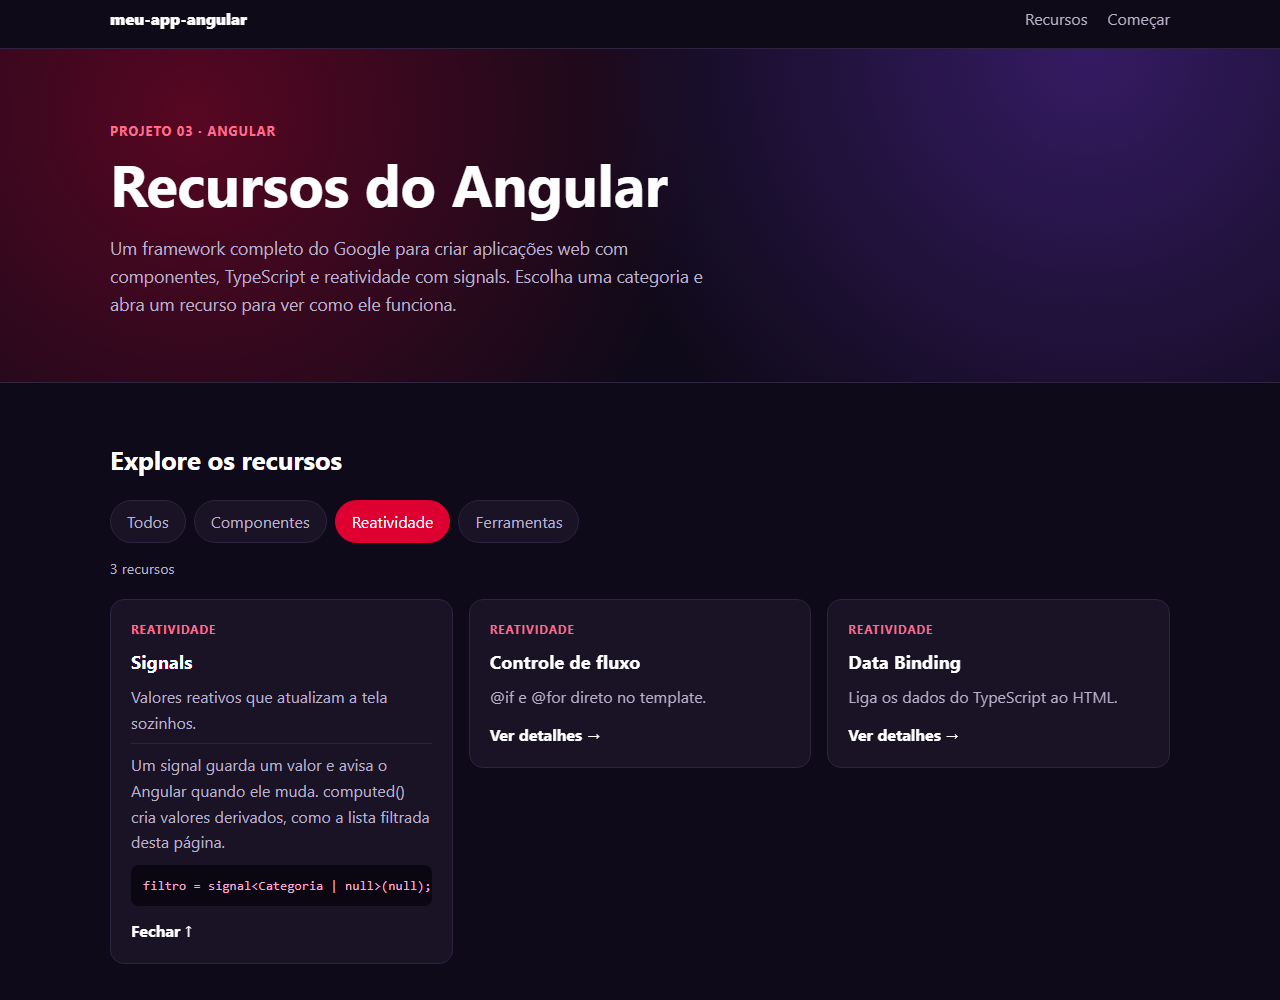 meu-app-angular
Recursos Começar
PROJETO 03 · ANGULAR
Recursos do Angular
Um framework completo do Google para criar aplicações web com
componentes, TypeScript e reatividade com signals. Escolha uma categoria e
abra um recurso para ver como ele funciona.
Explore os recursos
Todos Componentes Reatividade Ferramentas
3 recursos
REATIVIDADE
Signals
Valores reativos que atualizam a tela
sozinhos.
Um signal guarda um valor e avisa o
Angular quando ele muda. computed()
cria valores derivados, como a lista filtrada
desta página.
filtro = signal<Categoria | null>(null);
Fechar ↑
REATIVIDADE
Controle de fluxo
@if e @for direto no template.
Ver detalhes →
REATIVIDADE
Data Binding
Liga os dados do TypeScript ao HTML.
Ver detalhes →